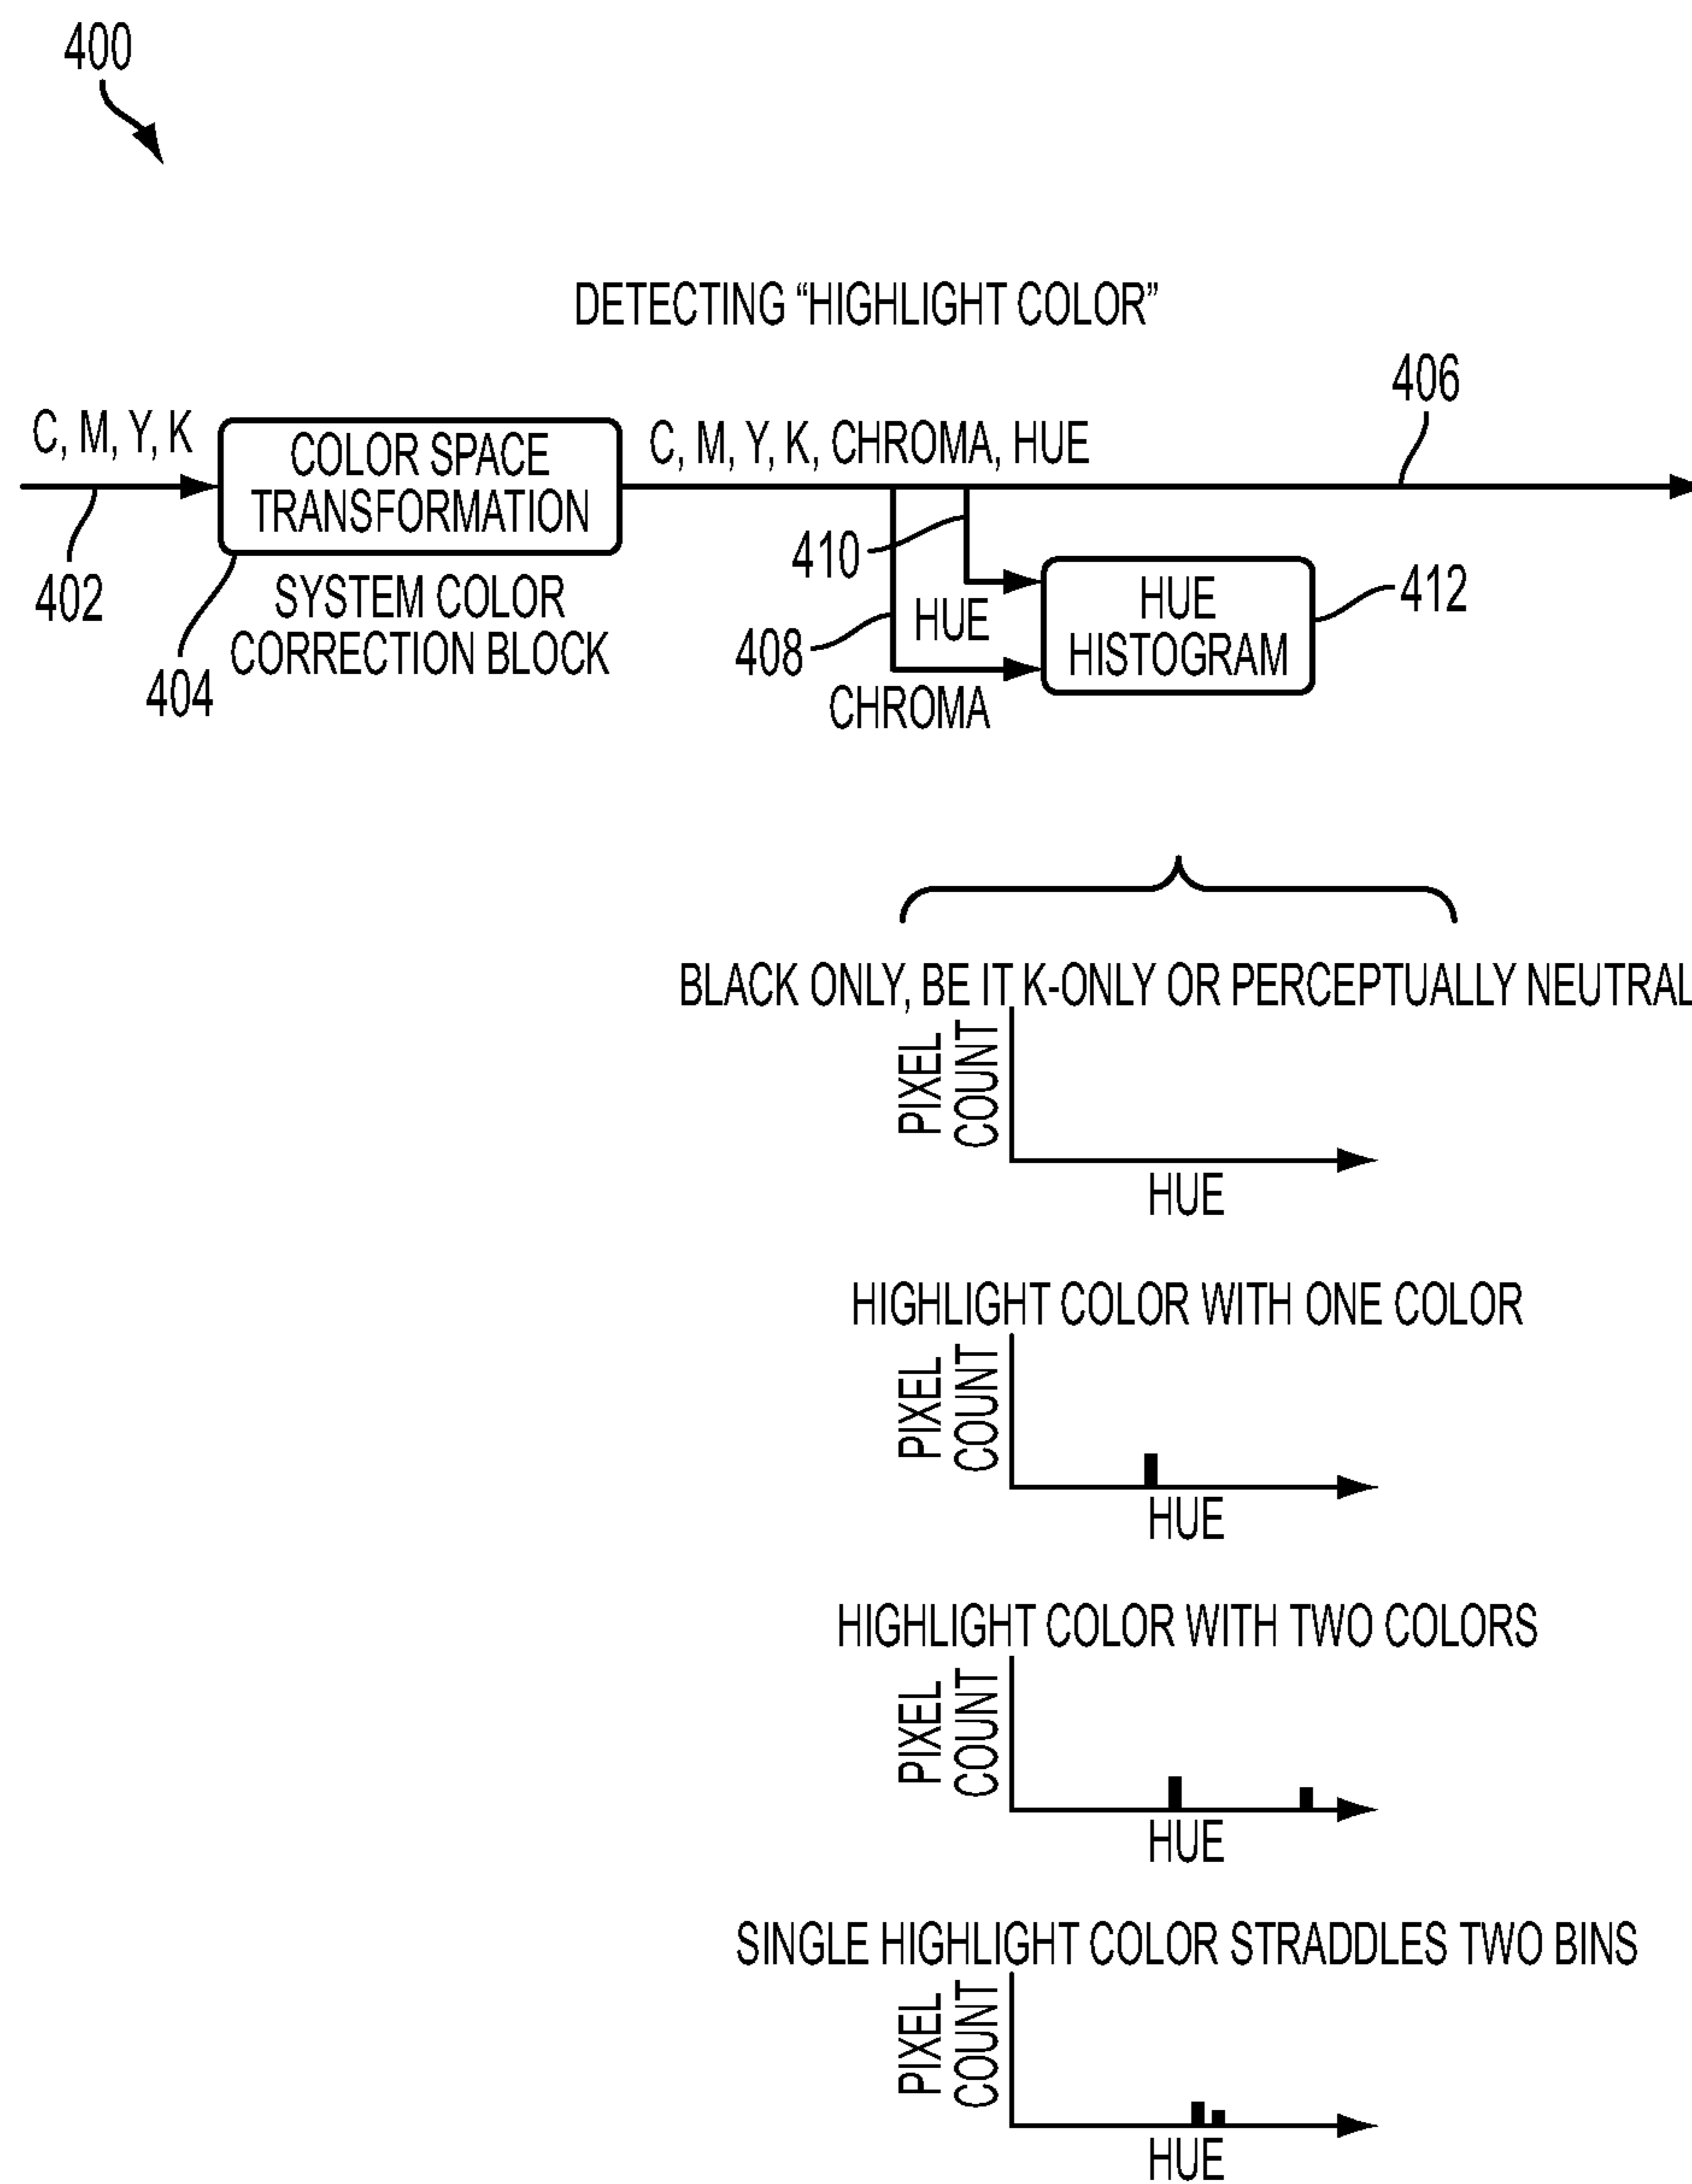 400
DETECTING “HIGHLIGHT COLOR”
406
C, M, Y, K
COLOR SPACE
TRANSFORMATION
C, M, Y, K, CHROMA, HUE
402
410
SYSTEM COLOR
CORRECTION BLOCK
404
HUE
408
CHROMA
HUE
HISTOGRAM
412
BLACK ONLY, BE IT K-ONLY OR PERCEPTUALLY NEUTRAL
PIXEL
COUNT
HUE
HIGHLIGHT COLOR WITH ONE COLOR
PIXEL
COUNT
HUE
HIGHLIGHT COLOR WITH TWO COLORS
PIXEL
COUNT
HUE
SINGLE HIGHLIGHT COLOR STRADDLES TWO BINS
PIXEL
COUNT
HUE